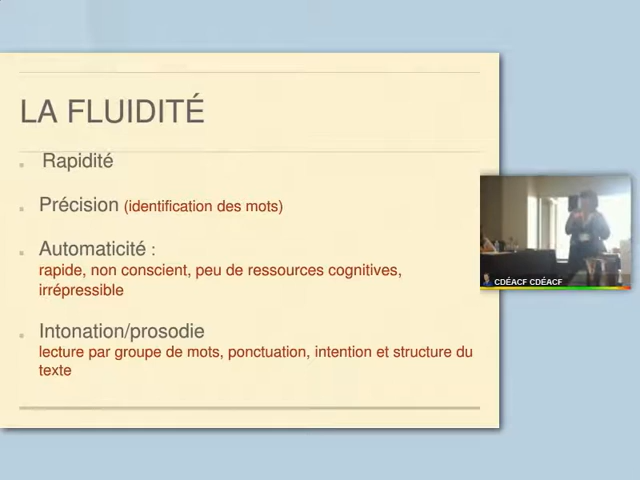 LA FLUIDITÉ
Rapidité
Précision (identification des mots)
Automaticité :
rapide, non conscient, peu de ressources cognitives,
irrépressible
Intonation/prosodie
lecture par groupe de mots, ponctuation, intention et structure du
texte
CDÉACF CDÉACF